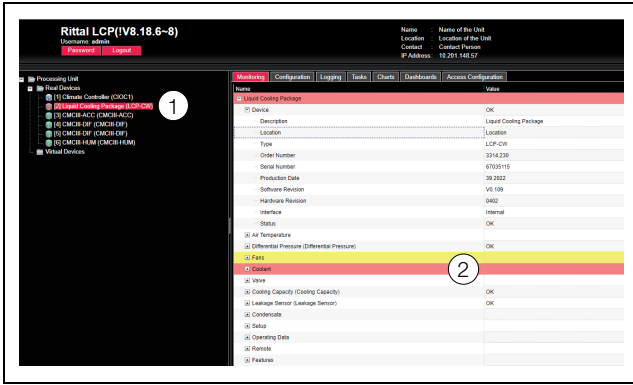 Rittal LCP(!V8.18.6~8)
Username: admin
Password Logout
Name : Name of the Unit
Location : Location of the Unit
Contact : Contact Person
IP Address: 10.201.148.57
Processing Unit
Real Devices
[1] Climate Controller (CIOC1)
[2] Liquid Cooling Package (LCP-CW)
[3] CMCIII-ACC (CMCIII-ACC)
[4] CMCIII-DIF (CMCIII-DIF)
[5] CMCIII-DIF (CMCIII-DIF)
[6] CMCIII-HUM (CMCIII-HUM)
Virtual Devices
1
Monitoring Configuration Logging Tasks Charts Dashboards Access Configuration
Name Value
Liquid Cooling Package
Device OK
Description Liquid Cooling Package
Location Location
Type LCP-CW
Order Number 3314.230
Serial Number 67035115
Production Date 39.2022
Software Revision V0.109
Hardware Revision 0402
Interface Internal
Status OK
Air Temperature
Differential Pressure (Differential Pressure) OK
Fans
Coolant
2
Valve
Cooling Capacity (Cooling Capacity) OK
Leakage Sensor (Leakage Sensor) OK
Condensate
Setup
Operating Data
Remote
Features